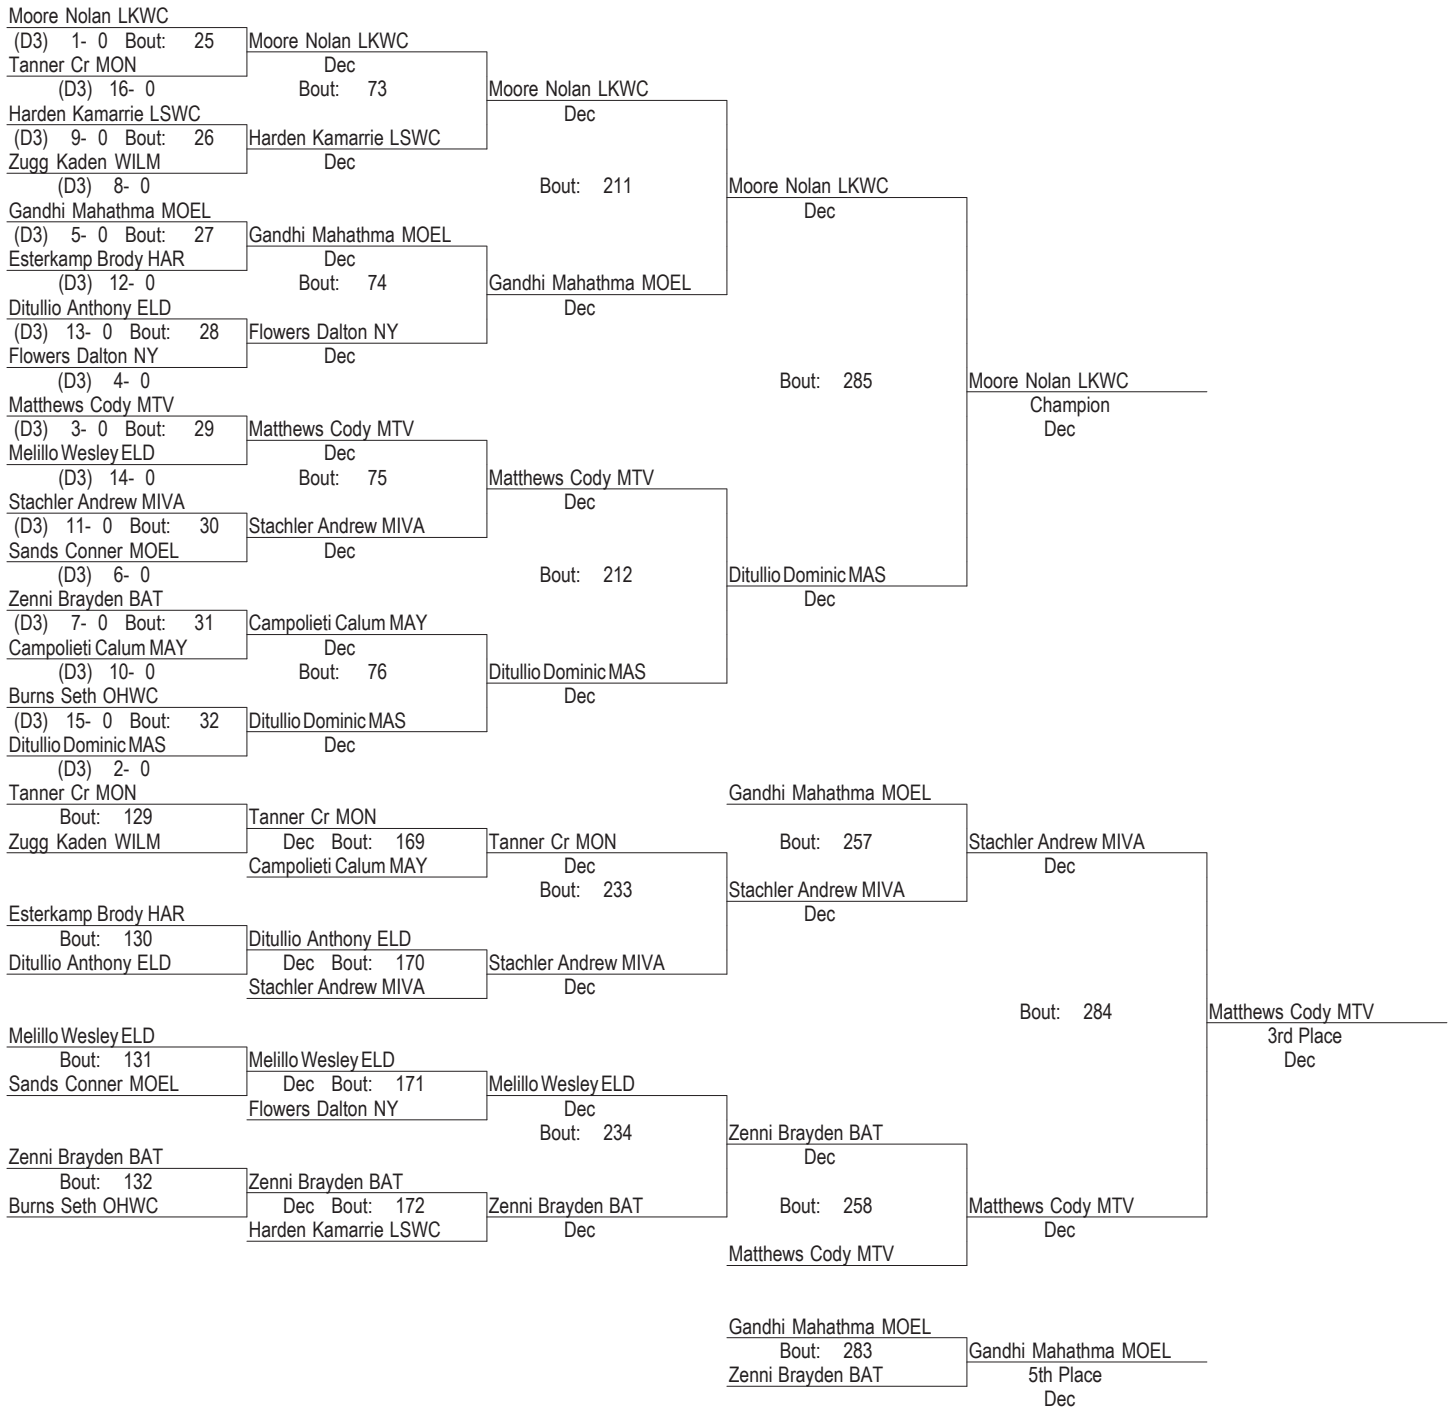 Moore Nolan LKWC
(D3) 1- 0 Bout: 25 Moore Nolan LKWC
Tanner Cr MON Dec
(D3) 16- 0 Bout: 73 Moore Nolan LKWC
Harden Kamarrie LSWC Dec
(D3) 9- 0 Bout: 26 Harden Kamarrie LSWC
Zugg Kaden WILM Dec
(D3) 8- 0 Bout: 211 Moore Nolan LKWC
Gandhi Mahathma MOEL Dec
(D3) 5- 0 Bout: 27 Gandhi Mahathma MOEL
Esterkamp Brody HAR Dec
(D3) 12- 0 Bout: 74 Gandhi Mahathma MOEL
Ditullio Anthony ELD Dec
(D3) 13- 0 Bout: 28 Flowers Dalton NY
Flowers Dalton NY Dec
(D3) 4- 0 Bout: 285 Moore Nolan LKWC
Matthews Cody MTV Champion
(D3) 3- 0 Bout: 29 Matthews Cody MTV Dec
Melillo Wesley ELD Dec
(D3) 14- 0 Bout: 75 Matthews Cody MTV
Stachler Andrew MIVA Dec
(D3) 11- 0 Bout: 30 Stachler Andrew MIVA
Sands Conner MOEL Dec
(D3) 6- 0 Bout: 212 Ditullio Dominic MAS
Zenni Brayden BAT Dec
(D3) 7- 0 Bout: 31 Campolieti Calum MAY
Campolieti Calum MAY Dec
(D3) 10- 0 Bout: 76 Ditullio Dominic MAS
Burns Seth OHWC Dec
(D3) 15- 0 Bout: 32 Ditullio Dominic MAS
Ditullio Dominic MAS Dec
(D3) 2- 0
Tanner Cr MON Gandhi Mahathma MOEL
Bout: 129 Tanner Cr MON
Zugg Kaden WILM Dec Bout: 169 Tanner Cr MON Bout: 257 Stachler Andrew MIVA
Campolieti Calum MAY Dec Dec
Bout: 233 Stachler Andrew MIVA
Esterkamp Brody HAR Dec
Bout: 130 Ditullio Anthony ELD
Ditullio Anthony ELD Dec Bout: 170 Stachler Andrew MIVA
Stachler Andrew MIVA Dec
Bout: 284 Matthews Cody MTV
Melillo Wesley ELD 3rd Place
Bout: 131 Melillo Wesley ELD Dec
Sands Conner MOEL Dec Bout: 171 Melillo Wesley ELD
Flowers Dalton NY Dec
Bout: 234 Zenni Brayden BAT
Zenni Brayden BAT Dec
Bout: 132 Zenni Brayden BAT
Burns Seth OHWC Dec Bout: 172 Zenni Brayden BAT Bout: 258 Matthews Cody MTV
Harden Kamarrie LSWC Dec Dec
Matthews Cody MTV
Gandhi Mahathma MOEL
Bout: 283 Gandhi Mahathma MOEL
Zenni Brayden BAT 5th Place
Dec